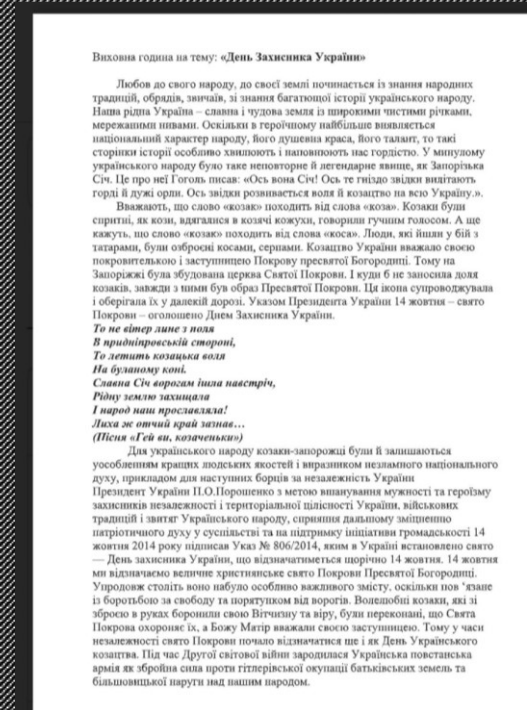 Виховна година на тему: «День Захисника України»
Любов до свого народу, до своєї землі починається із знання народних
традицій, обрядів, звичаїв, зі знання багатющої історії українського народу.
Наша рідна Україна – славна і чудова земля із широкими чистими річками,
мережаними нивами. Оскільки в героїчному найбільше виявляється
національний характер народу, його душевна краса, його талант, то такі
сторінки історії особливо хвилюють і наповнюють нас гордістю. У минулому
українського народу було таке неповторне й легендарне явище, як Запорізька
Січ. Це про неї Гоголь писав: «Ось вона Січ! Ось те гніздо звідки вилітають
горді й дужі орли. Ось звідки розвивається воля й козацтво на всю Україну.».
Вважають, що слово «козак» походить від слова «коза». Козаки були
спритні, як кози, вдягалися в козячі кожухи, говорили гучним голосом. А ще
кажуть, що слово «козак» походить від слова «коса». Люди, які йшли у бій з
татарами, були озброєні косами, серпами. Козацтво України вважало своєю
покровителькою і заступницею Покрову пресвятої Богородиці. Тому на
Запоріжжі була збудована церква Святої Покрови. І куди б не заносила доля
козаків, завжди з ними був образ Пресвятої Покрови. Ця ікона супроводжувала
і оберігала їх у далекій дорозі. Указом Президента України 14 жовтня – свято
Покрови – оголошено Днем Захисника України.
То не вітер лине з поля
В придніпровській стороні,
То летить козацька воля
На буланому коні.
Славна Січ ворогам ішла навстріч,
Рідну землю захищала
І народ наш прославляла!
Лиха ж отчий край зазнав…
(Пісня «Гей ви, козаченьки»)
Для українського народу козаки-запорожці були й залишаються
уособленням кращих людських якостей і виразником незламного національного
духу, прикладом для наступних борців за незалежність України
Президент України П.О.Порошенко з метою вшанування мужності та героїзму
захисників незалежності і територіальної цілісності України, військових
традицій і звитяг Українського народу, сприяння дальшому зміцненню
патріотичного духу у суспільстві та на підтримку ініціативи громадськості 14
жовтня 2014 року підписав Указ № 806/2014, яким в Україні встановлено свято
— День захисника України, що відзначатиметься щорічно 14 жовтня. 14 жовтня
ми відзначаємо величне християнське свято Покрови Пресвятої Богородиці.
Упродовж століть воно набуло особливо важливого змісту, оскільки пов ‘язане
із боротьбою за свободу та порятунком від ворогів. Волелюбні козаки, які зі
зброєю в руках боронили свою Вітчизну та віру, були переконані, що Свята
Покрова охороняє їх, а Божу Матір вважали своєю заступницею. Тому у часи
незалежності свято Покрови почало відзначатися ще і як День Українського
козацтва. Під час Другої світової війни зародилася Українська повстанська
армія як збройна сила проти гітлерівської окупації батьківських земель та
більшовицької наруги над нашим народом.